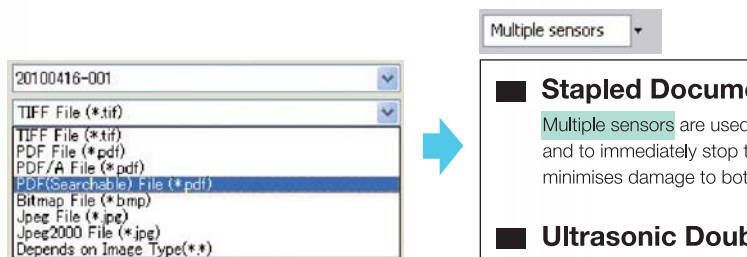 20100416-001
TIFF File (*.tif)
TIFF File (*.tif)
PDF File (*.pdf)
PDF/A File (*.pdf)
PDF(Searchable) File (*.pdf)
Bitmap File (*.bmp)
Jpeg File (*.jpg)
Jpeg2000 File (*.jpg)
Depends on Image Type(*.*)
Multiple sensors
Stapled Docume
Multiple sensors are used
and to immediately stop t
minimises damage to bot
Ultrasonic Doub